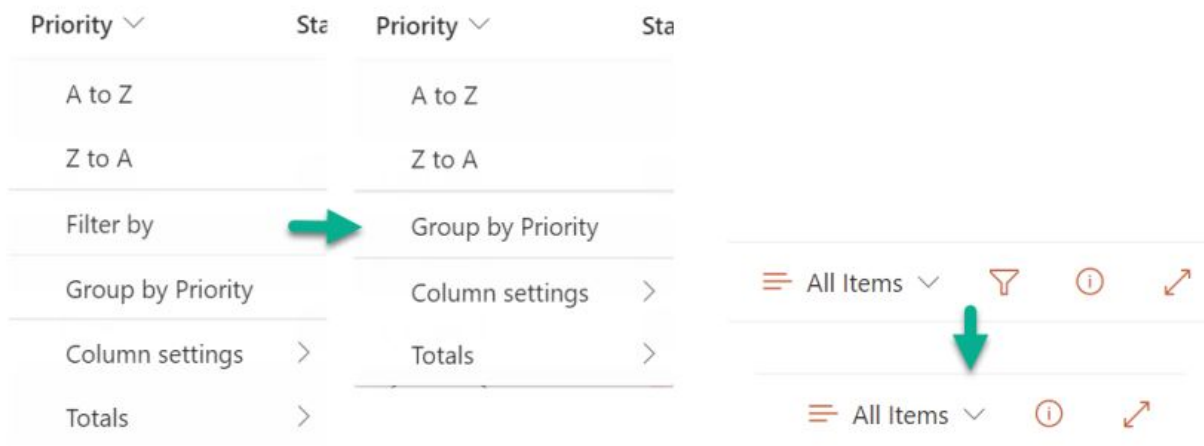 Priority
Sta
A to Z
Z to A
Filter by
Group by Priority
Column settings
Totals
Priority
Sta
A to Z
Z to A
Group by Priority
Column settings
Totals
All Items
All Items